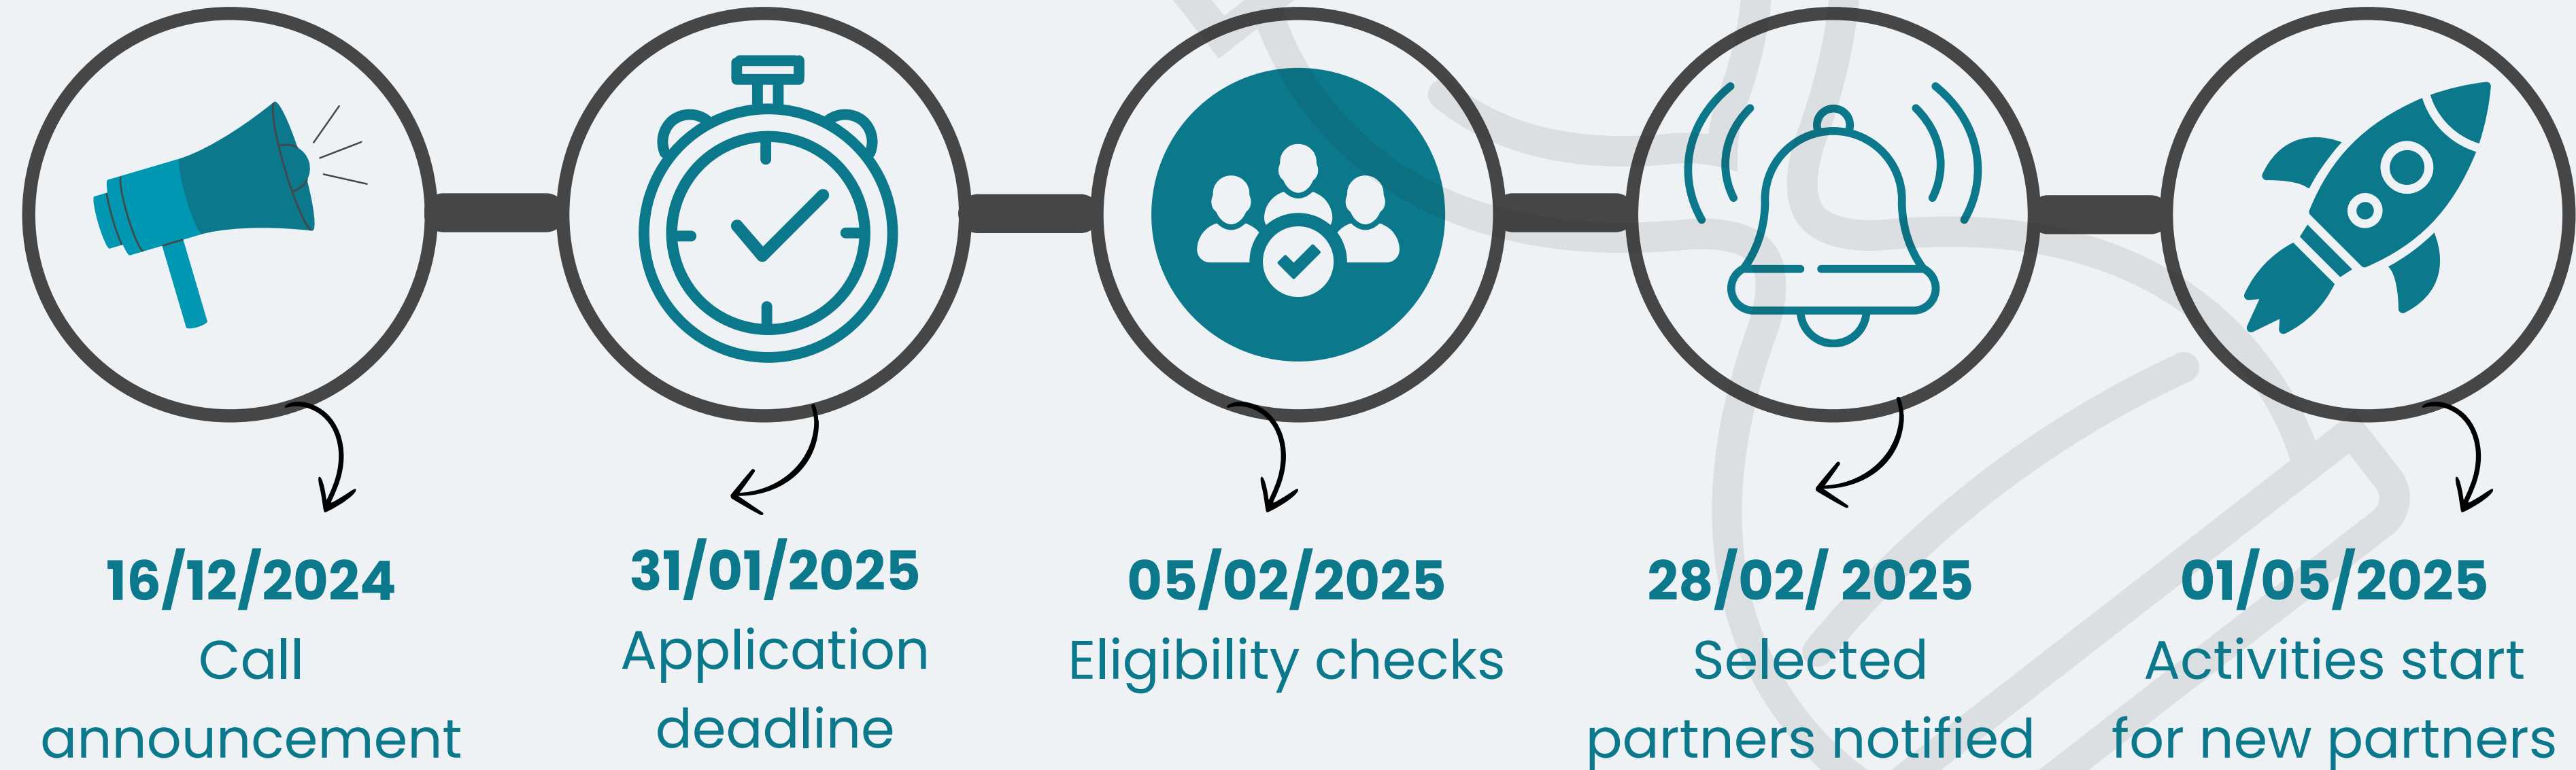 16/12/2024
Call
announcement
31/01/2025
Application
deadline
05/02/2025
Eligibility checks
28/02/ 2025
Selected
partners notified
01/05/2025
Activities start
for new partners